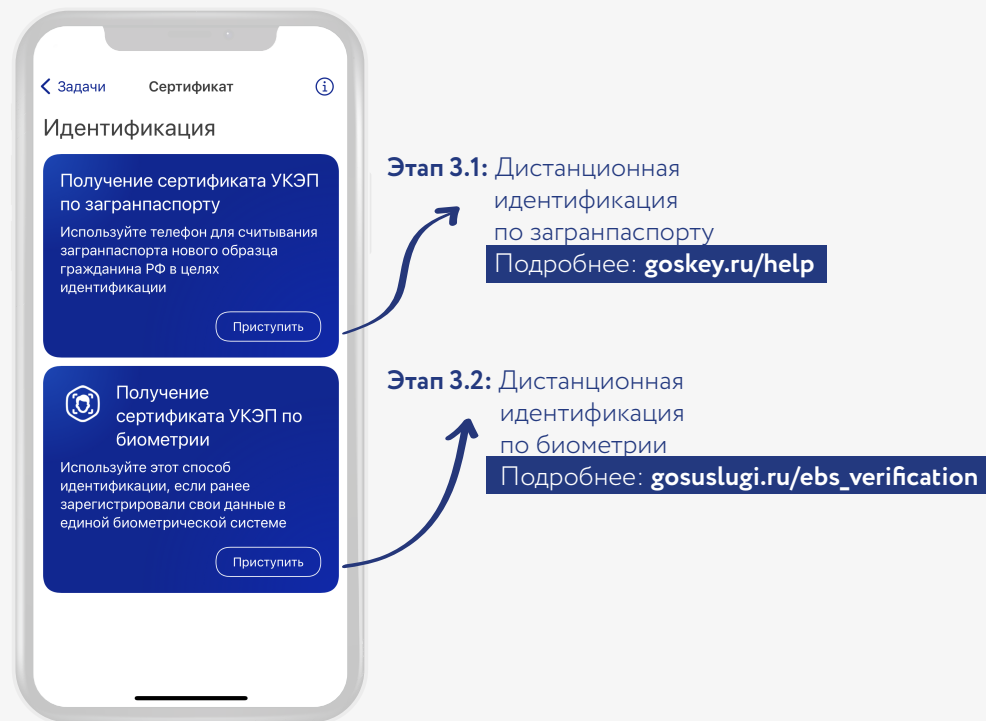 Задачи
Сертификат
Идентификация
Получение сертификата УКЭП
по загранпаспорту
Используйте телефон для считывания
загранпаспорта нового образца
гражданина РФ в целях
идентификации
Приступить
Получение
сертификата УКЭП по
биометрии
Используйте этот способ
идентификации, если ранее
зарегистрировали свои данные в
единой биометрической системе
Приступить
Этап 3.1: Дистанционная
идентификация
по загранпаспорту
Подробнее: goskey.ru/help
Этап 3.2: Дистанционная
идентификация
по биометрии
Подробнее: gosuslugi.ru/ebs_verification